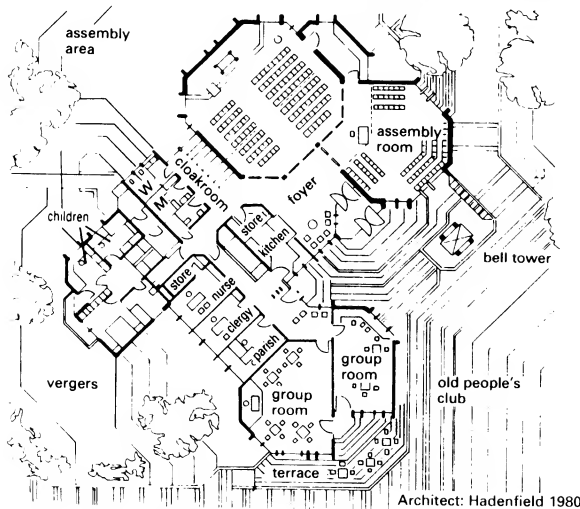 assembly
area
assembly
room
cloakroom
W
M
foyer
children
store
kitchen
bell tower
store
nurse
clergy
parish
group
room
group
room
vergers
old people's
club
terrace
Architect: Hadenfield 1980